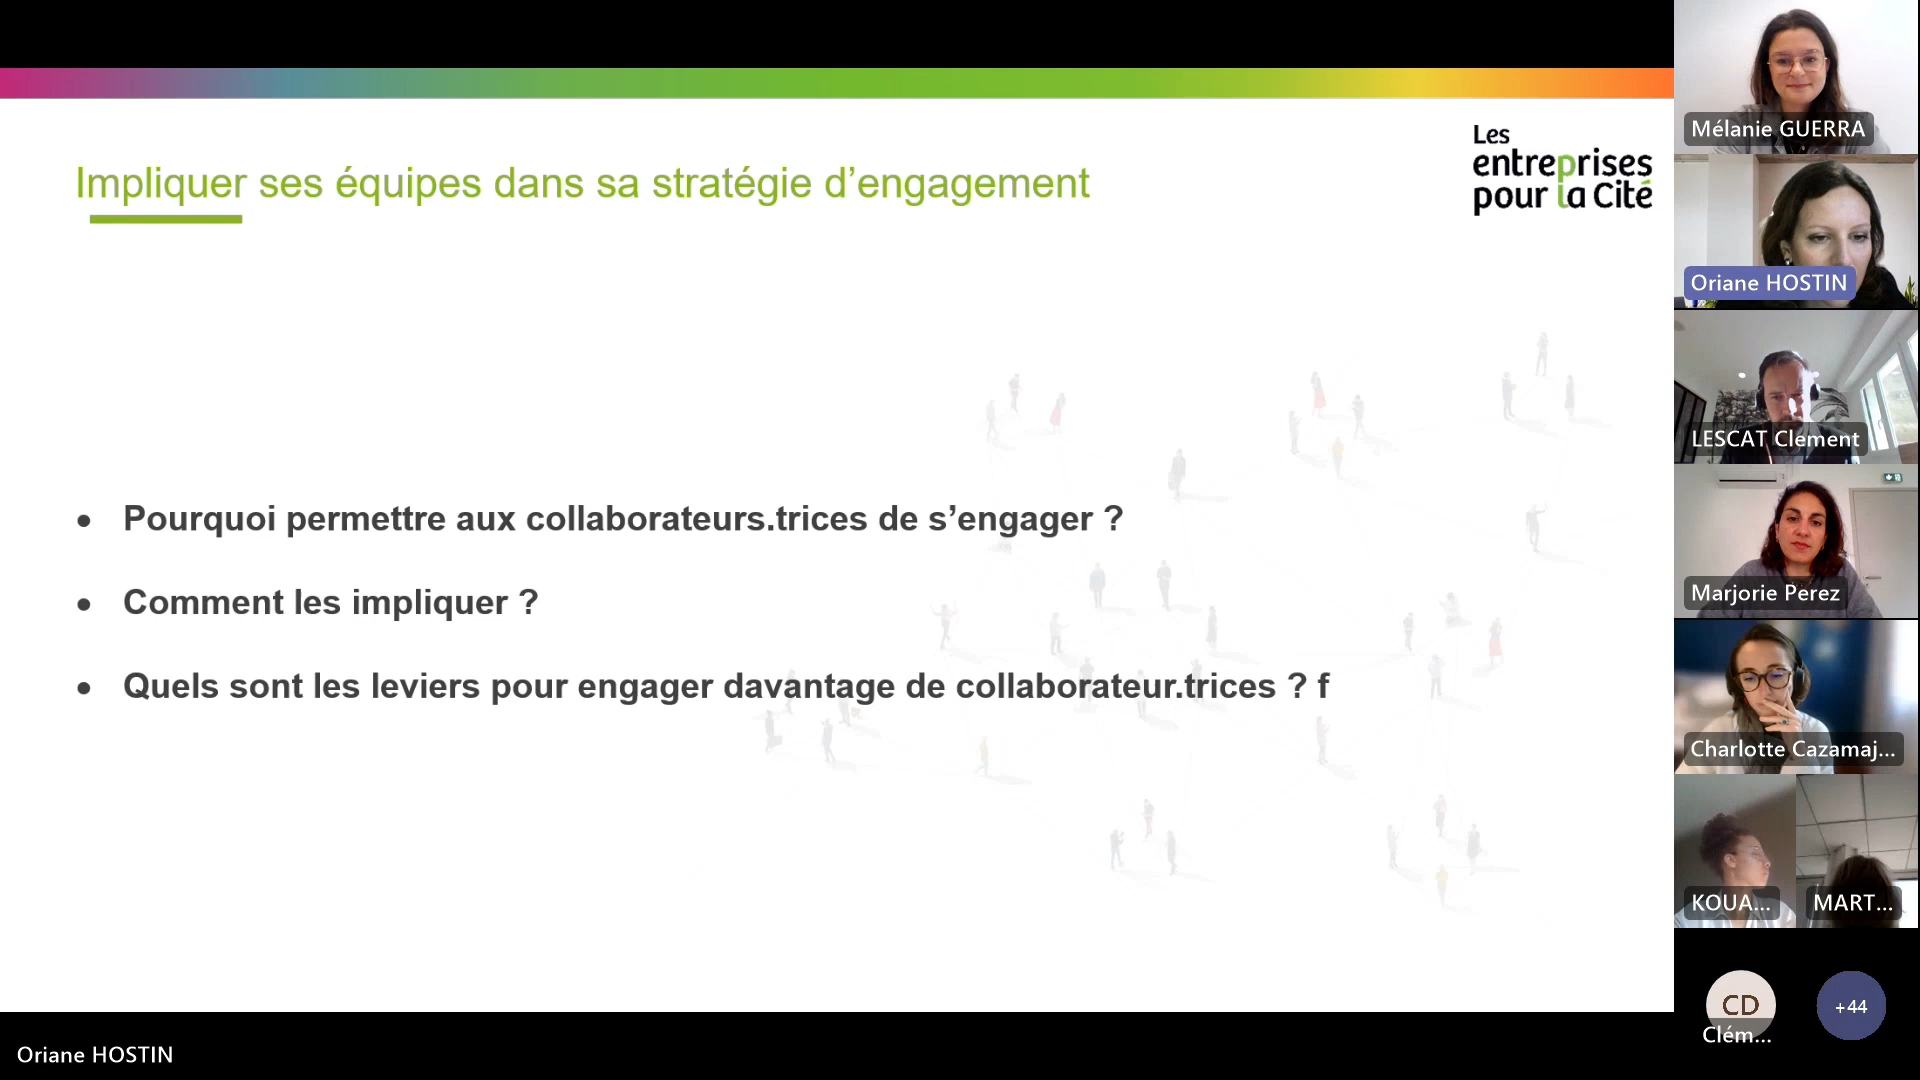 Impliquer ses équipes dans sa stratégie d’engagement
Les
entreprises
pour la Cité
• Pourquoi permettre aux collaborateurs.trices de s’engager ?
• Comment les impliquer ?
• Quels sont les leviers pour engager davantage de collaborateur.trices ? f
Mélanie GUERRA
Oriane HOSTIN
LESCAT Clement
Marjorie Perez
Charlotte Cazamaj...
KOUA...
MART...
CD
Clém...
+44
Oriane HOSTIN